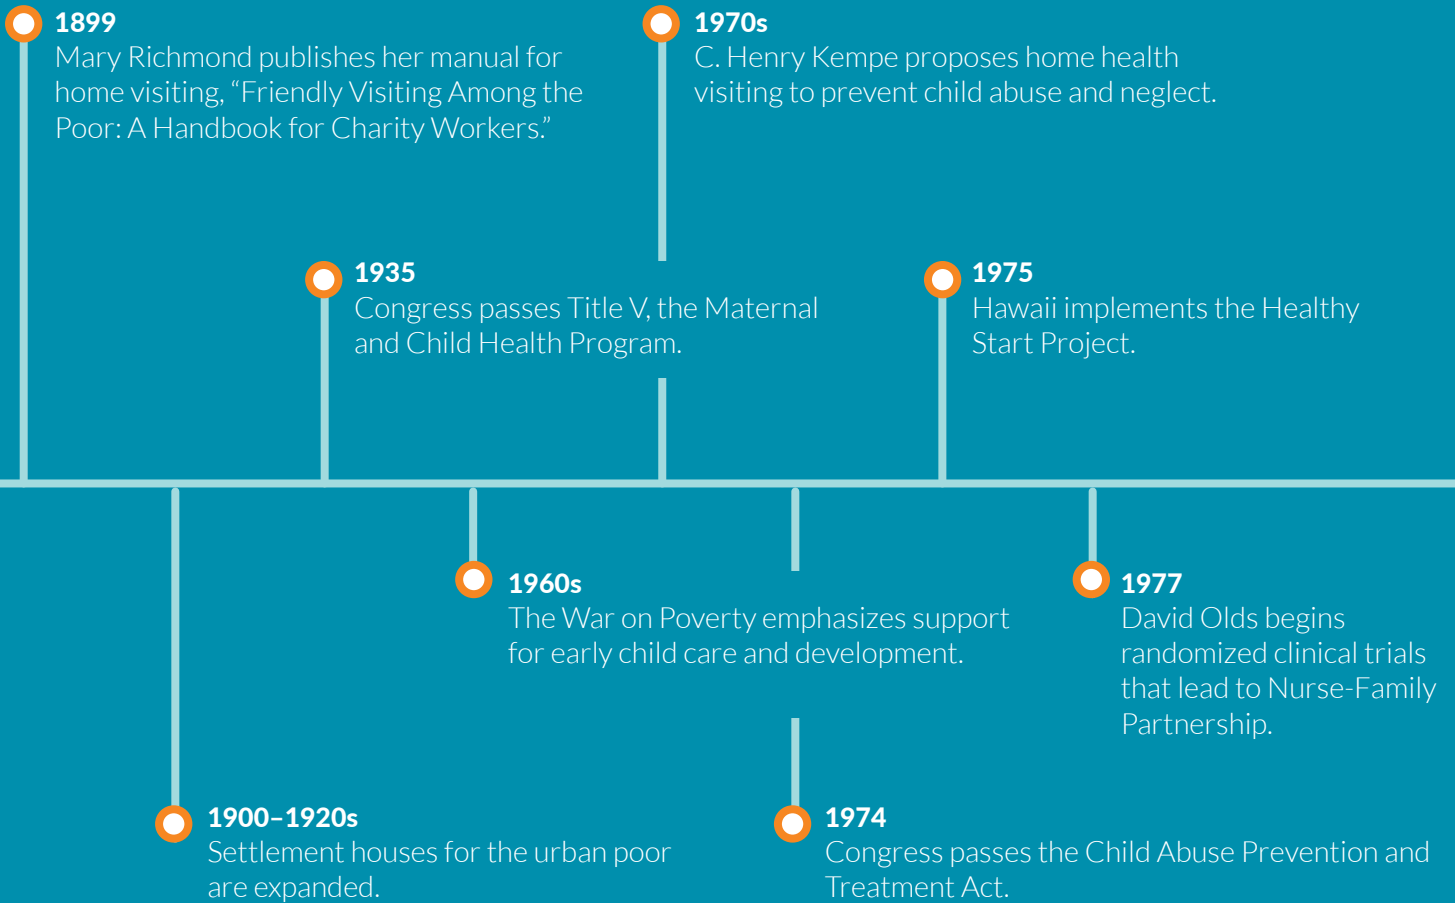 1899
Mary Richmond publishes her manual for
home visiting, “Friendly Visiting Among the
Poor: A Handbook for Charity Workers.”
1900–1920s
Settlement houses for the urban poor
are expanded.
1935
Congress passes Title V, the Maternal
and Child Health Program.
1960s
The War on Poverty emphasizes support
for early child care and development.
1970s
C. Henry Kempe proposes home health
visiting to prevent child abuse and neglect.
1974
Congress passes the Child Abuse Prevention and
Treatment Act.
1975
Hawaii implements the Healthy
Start Project.
1977
David Olds begins
randomized clinical trials
that lead to Nurse-Family
Partnership.